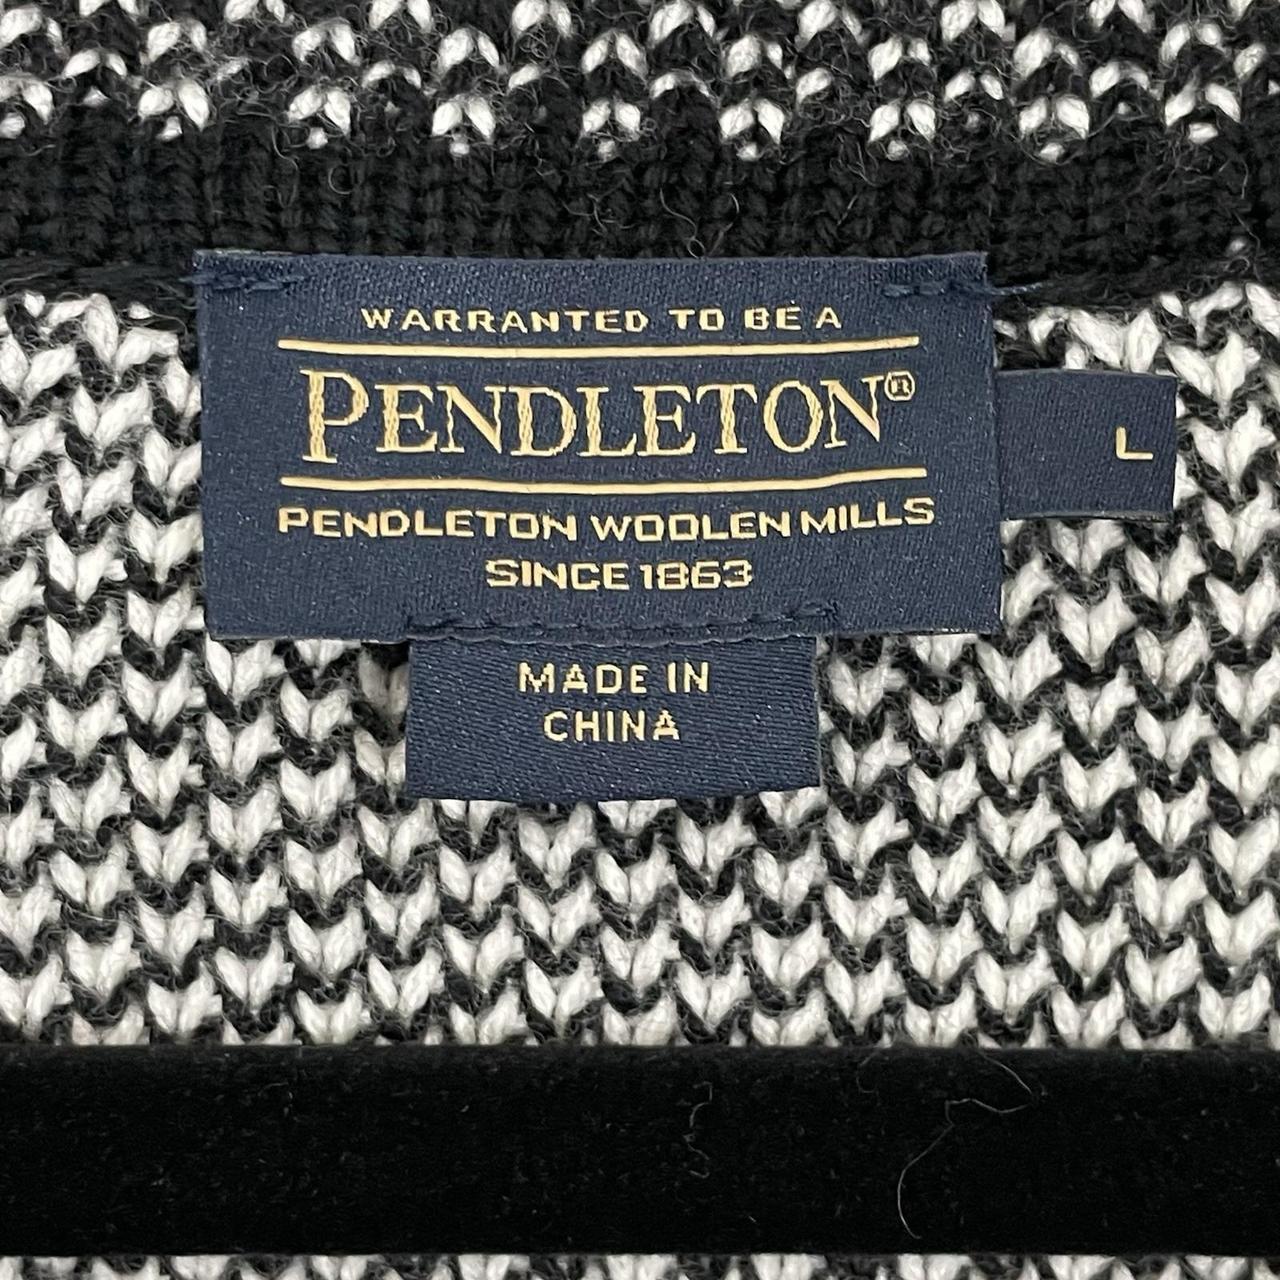 WARRANTED TO BE A
PENDLETON®
PENDLETON WOOLEN MILLS
SINCE 1863
L
MADE IN
CHINA